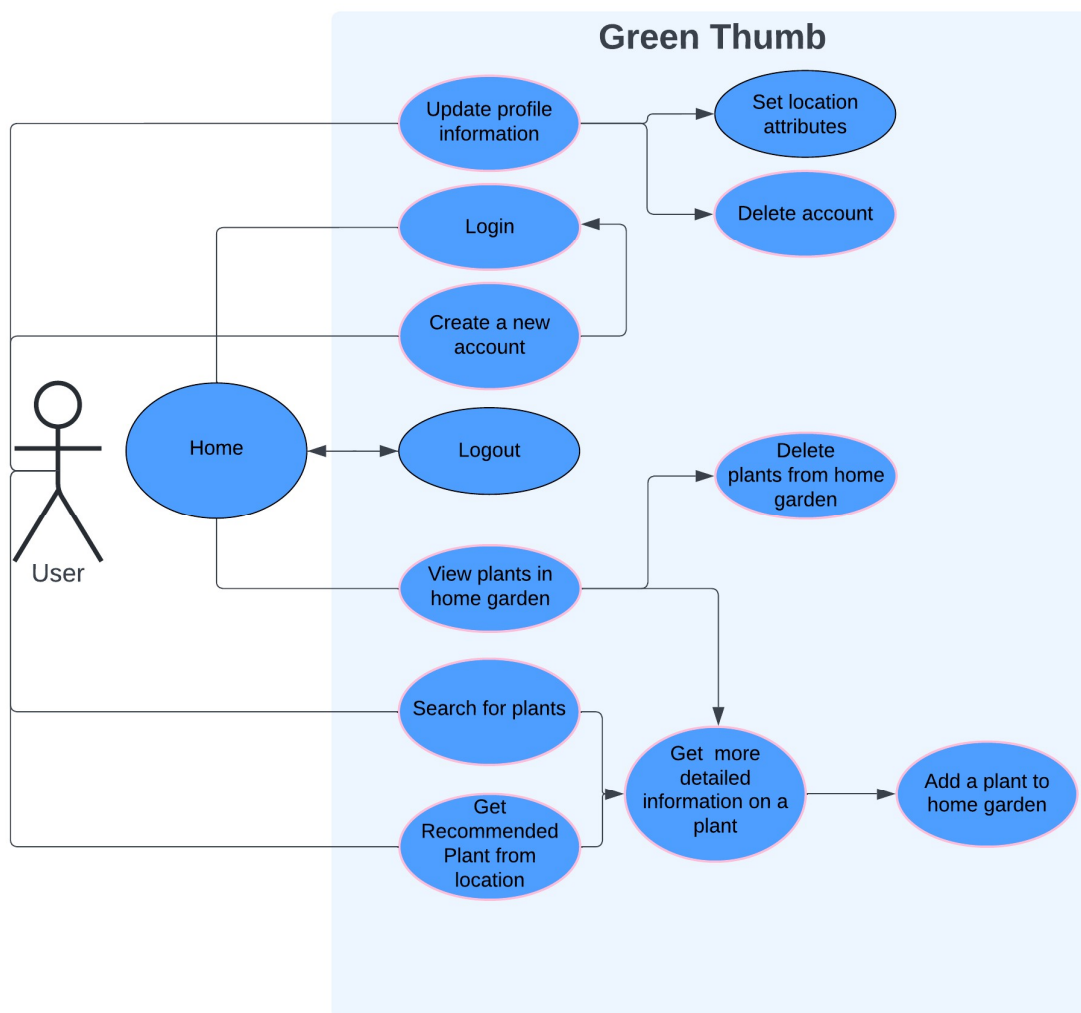 Green Thumb
Update profile
information
Set location
attributes
Login
Delete account
Create a new
account
Home
Logout
Delete
plants from home
garden
User
View plants in
home garden
Search for plants
Get more
detailed
information on a
plant
Add a plant to
home garden
Get
Recommended
Plant from
location